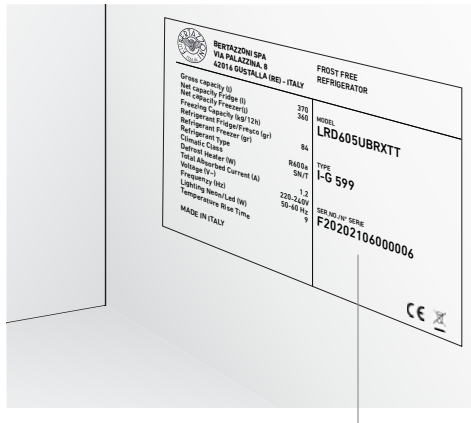 BERTAZZONI
BERTAZZONI SPA
VIA PALAZZINA, 8
42016 GUSTALLA (RE) - ITALY
FROST FREE
REFRIGERATOR
Gross capacity (l) 370
Net capacity Fridge (l) 360
Net capacity Freezer(l)
Freezing Capacity (kg/12h)
Refrigerant Fridge/Fresco (gr) 84
Refrigerant Freezer (gr)
Refrigerant Type R600a
Climatic Class SN/T
Defrost Heater (W)
Total Absorbed Current (A) 1.2
Voltage (V~) 220-240V
Frequency (Hz) 50-60 Hz
Lighting Neon/Led (W) 9
Temperature Rise Time
MADE IN ITALY
MODEL
LRD605UBRXTT
TYPE
I-G 599
SER.NO./N° SERIE
F20202106000006
CE